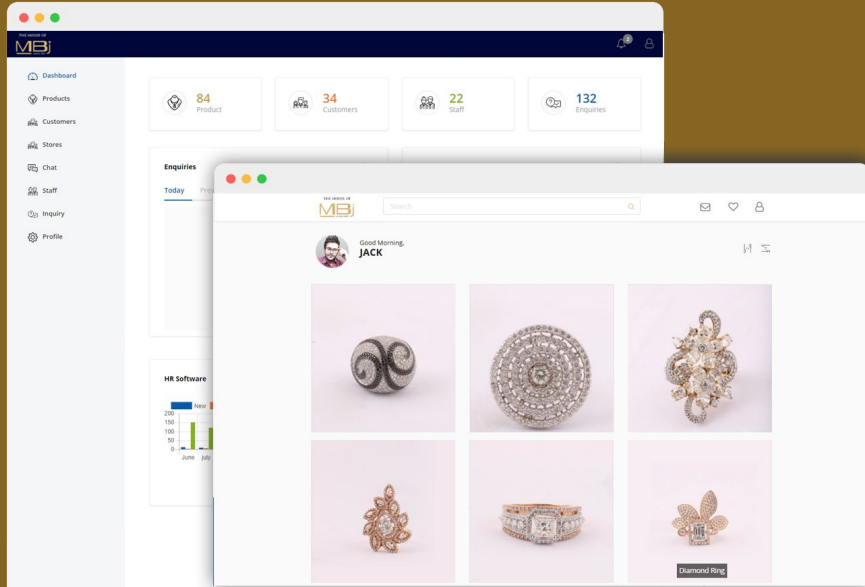 THE HOUSE OF
MBj
2
Dashboard
Products
Customers
Stores
Chat
Staff
Inquiry
Profile
84
Product
34
Customers
22
Staff
132
Enquiries
Enquiries
Today
HR Software
New
200
150
100
50
0
June July
THE HOUSE OF
MBj
Search
Good Morning,
JACK
Diamond Ring